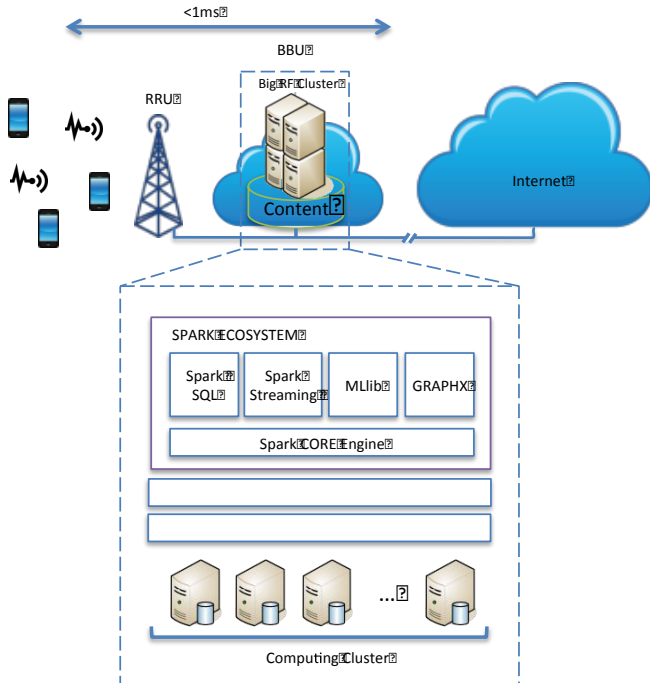 <1ms⍰
BBU⍰
RRU⍰
Big⍰RF⍰Cluster⍰
Internet⍰
Content⍰
SPARK⍰ECOSYSTEM⍰
Spark⍰
SQL⍰
Spark⍰
Streaming⍰
MLlib⍰
GRAPHX⍰
Spark⍰CORE⍰Engine⍰
...⍰
Computing⍰Cluster⍰